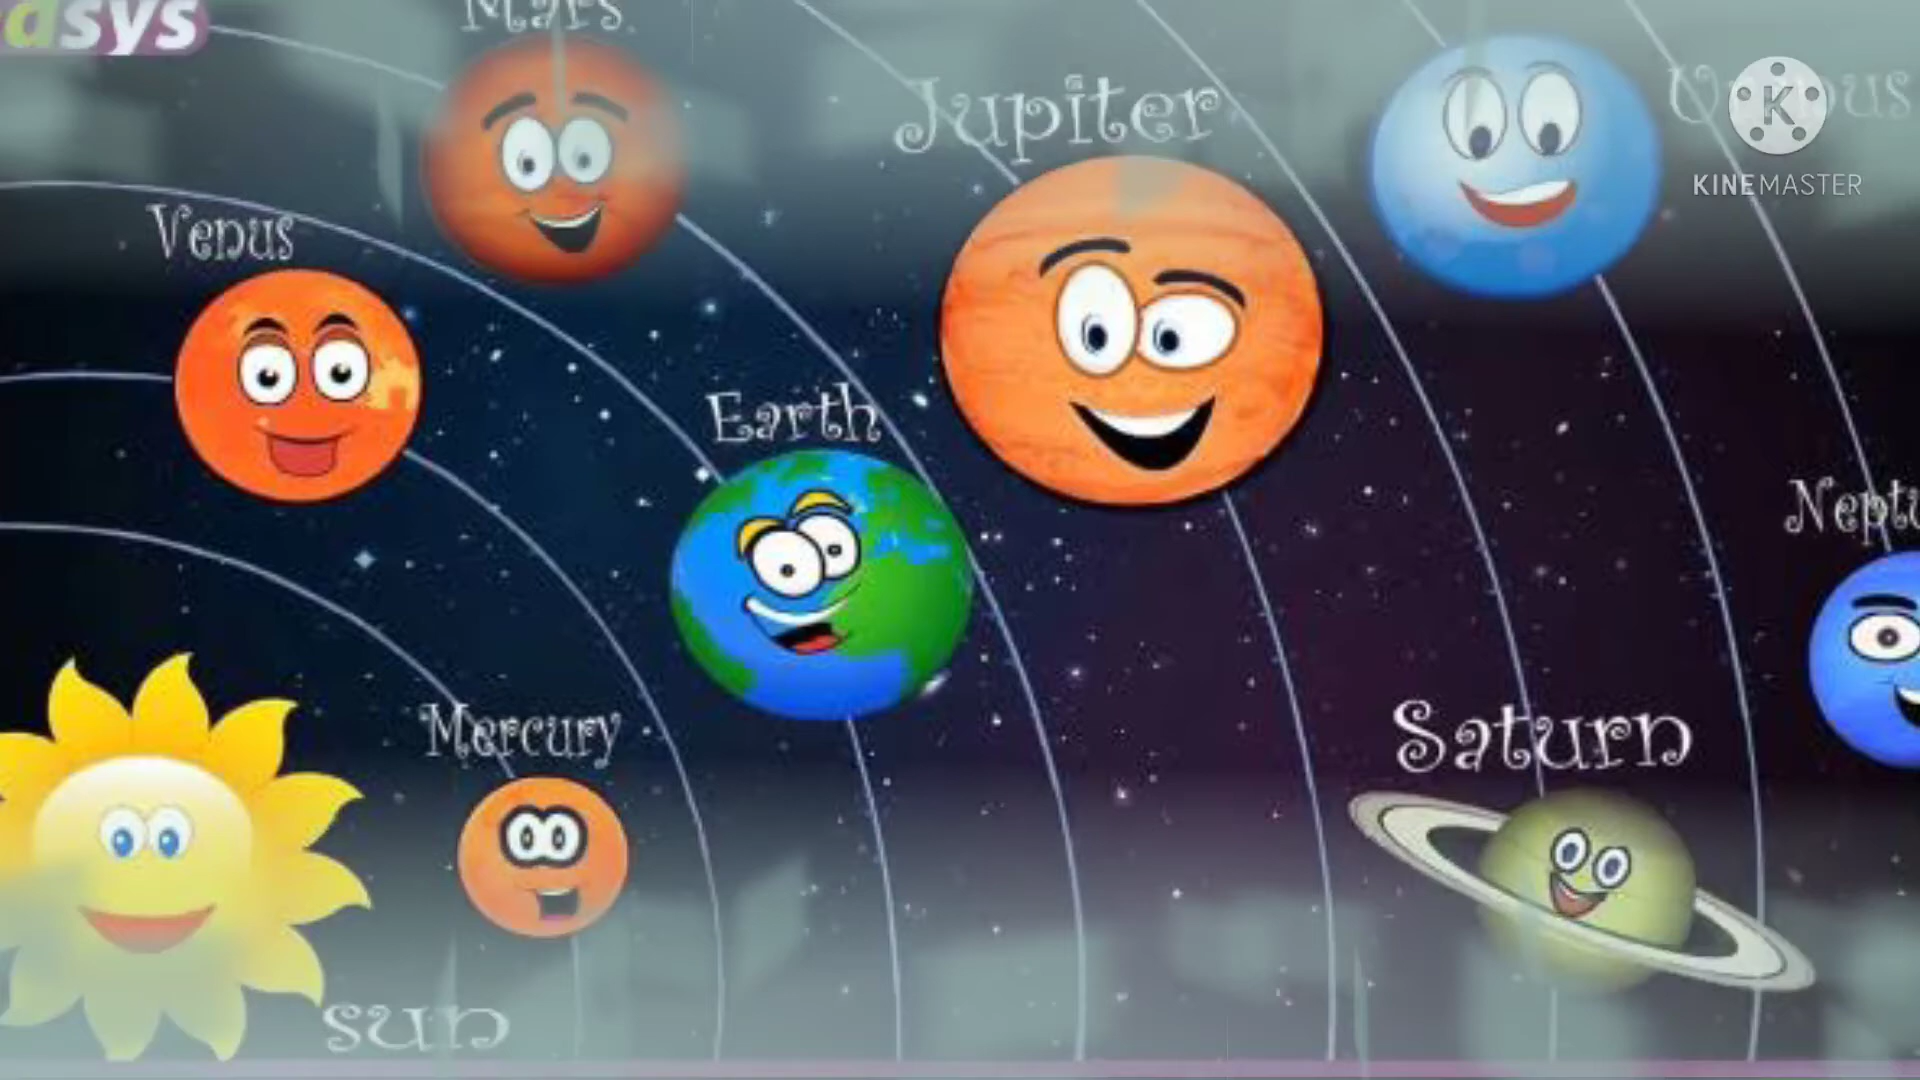 asys
Mars
Jupiter
KINEMASTER
Venus
Earth
Neptu
Saturn
Mercury
sun